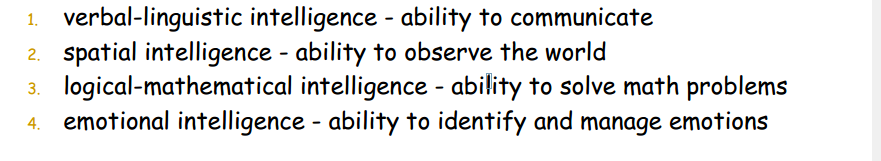 1. verbal-linguistic intelligence - ability to communicate
2. spatial intelligence - ability to observe the world
3. logical-mathematical intelligence - ability to solve math problems
4. emotional intelligence - ability to identify and manage emotions